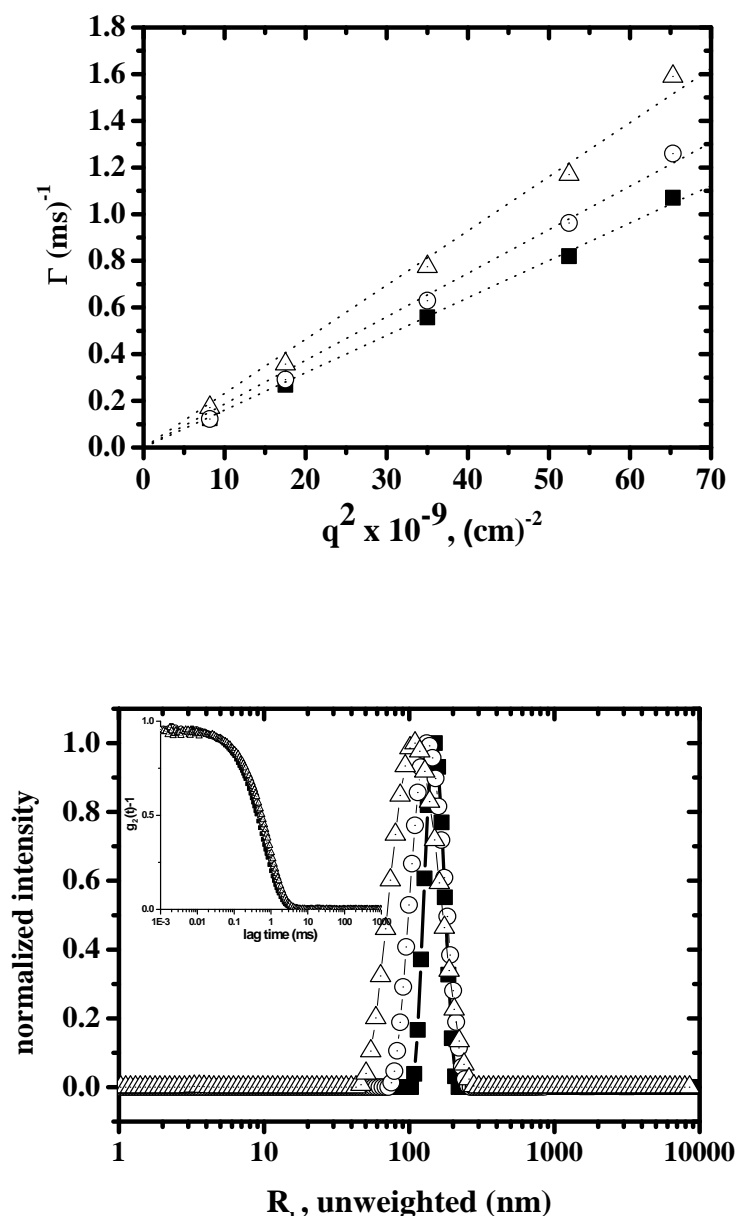 1.8
1.6
1.4
1.2
1.0
0.8
0.6
0.4
0.2
0.0
Γ (ms)-1
0 10 20 30 40 50 60 70
q2 x 10-9, (cm)-2
1.0
0.8
0.6
0.4
0.2
0.0
normalized intensity
1.0
0.5
0.0
g2(t)-1
1E-3 0.01 0.1 1 10 100 1000
lag time (ms)
1 10 100 1000 10000
R , unweighted (nm)